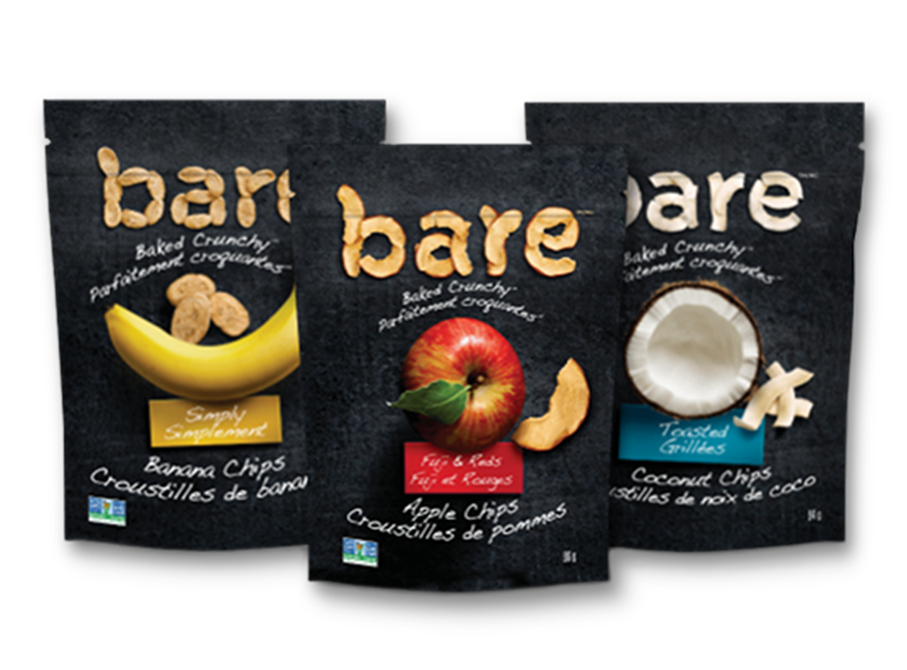 bare
Baked Crunchy
Parfaitement croquantes
Simply
Simplement
Banana Chips
Croustilles de banan
bare
Baked Crunchy
Parfaitement croquantes
Fuji & Reds
Fuji et Rouges
Apple Chips
Croustilles de pommes
bare
Baked Crunchy
aitement croquantes
Toasted
Grillées
Coconut Chips
stilles de noix de coco